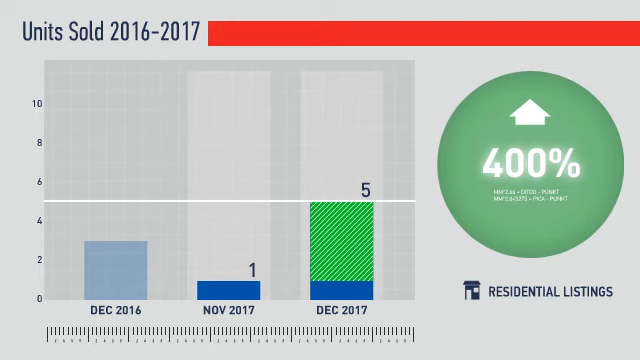 Units Sold 2016-2017
10
8
6
4
2
0
5
1
DEC 2016
NOV 2017
DEC 2017
400%
RESIDENTIAL LISTINGS